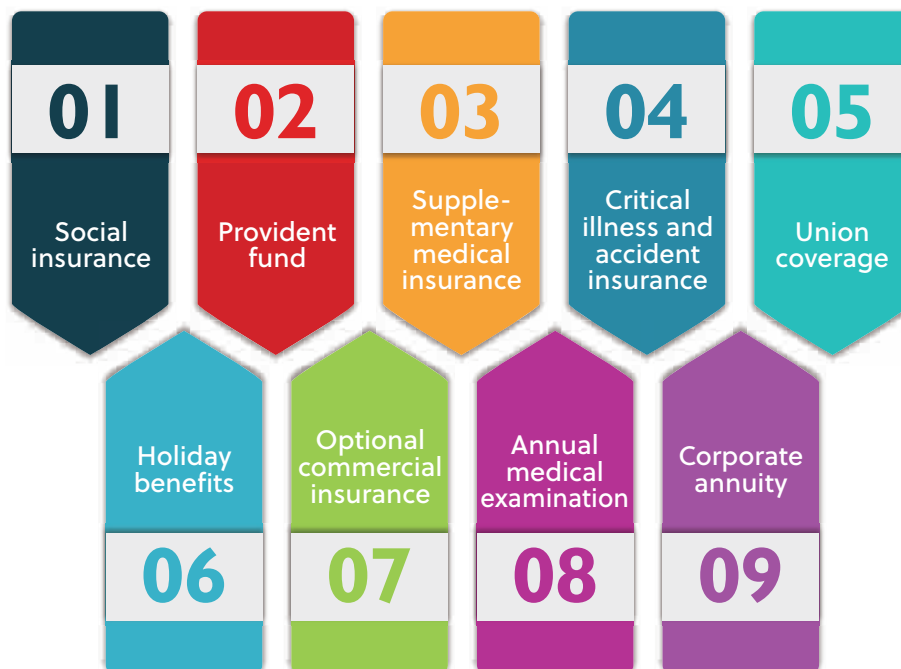 01
Social
insurance
02
Provident
fund
03
Supple-
mentary
medical
insurance
04
Critical
illness and
accident
insurance
05
Union
coverage
Holiday
benefits
06
Optional
commercial
insurance
07
Annual
medical
examination
08
Corporate
annuity
09